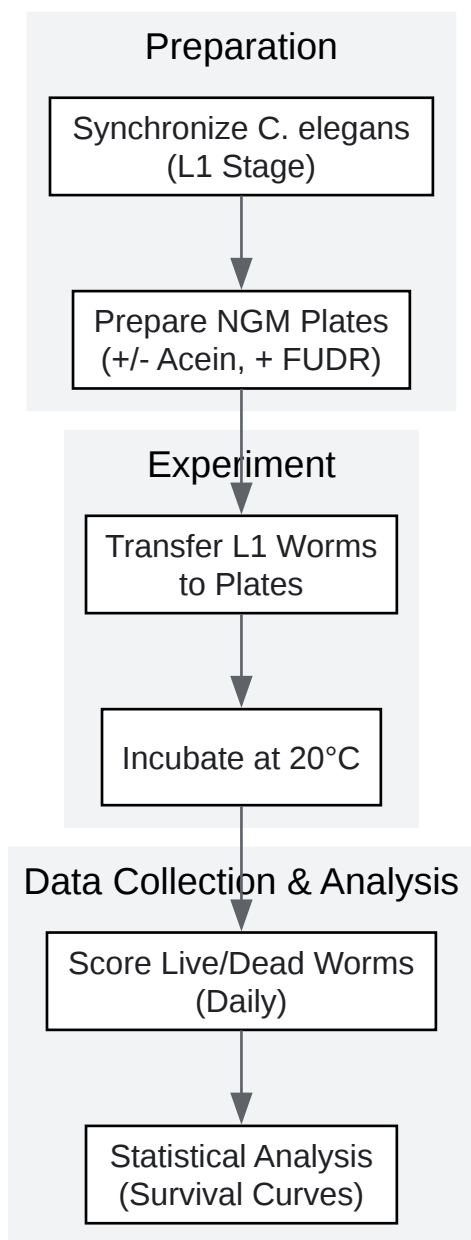 Preparation
Synchronize C. elegans
(L1 Stage)
Prepare NGM Plates
(+/- Acein, + FUDR)
Experiment
Transfer L1 Worms
to Plates
Incubate at 20°C
Data Collection & Analysis
Score Live/Dead Worms
(Daily)
Statistical Analysis
(Survival Curves)